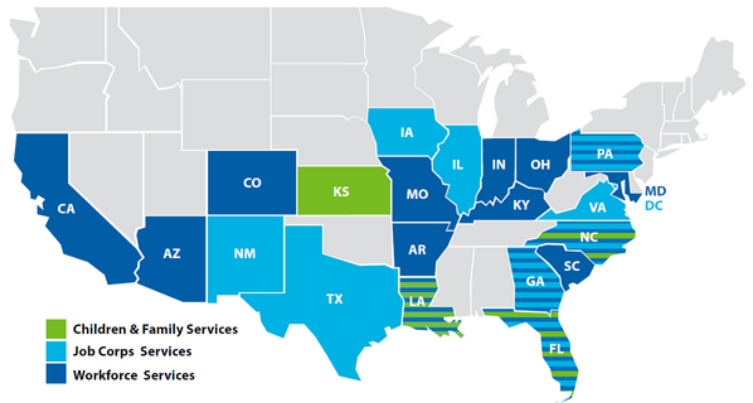 IA
IL
IN
OH
PA
CO
KS
MO
KY
MD
DC
VA
CA
AZ
NM
AR
NC
SC
TX
LA
GA
FL
Children & Family Services
Job Corps Services
Workforce Services